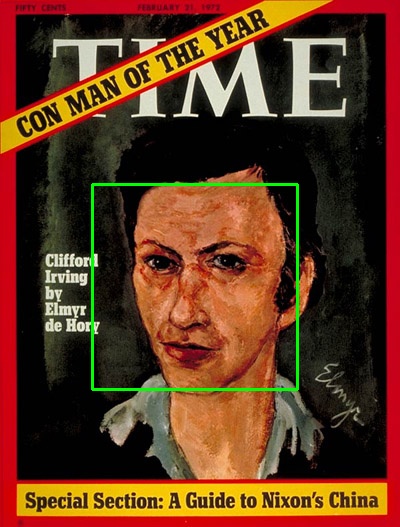 FIFTY CENTS
FEBRUARY 21, 1972
CON MAN OF THE YEAR
TIME
Clifford
Irving
by
Elmyr
de Hory
Elmyr
Special Section: A Guide to Nixon's China